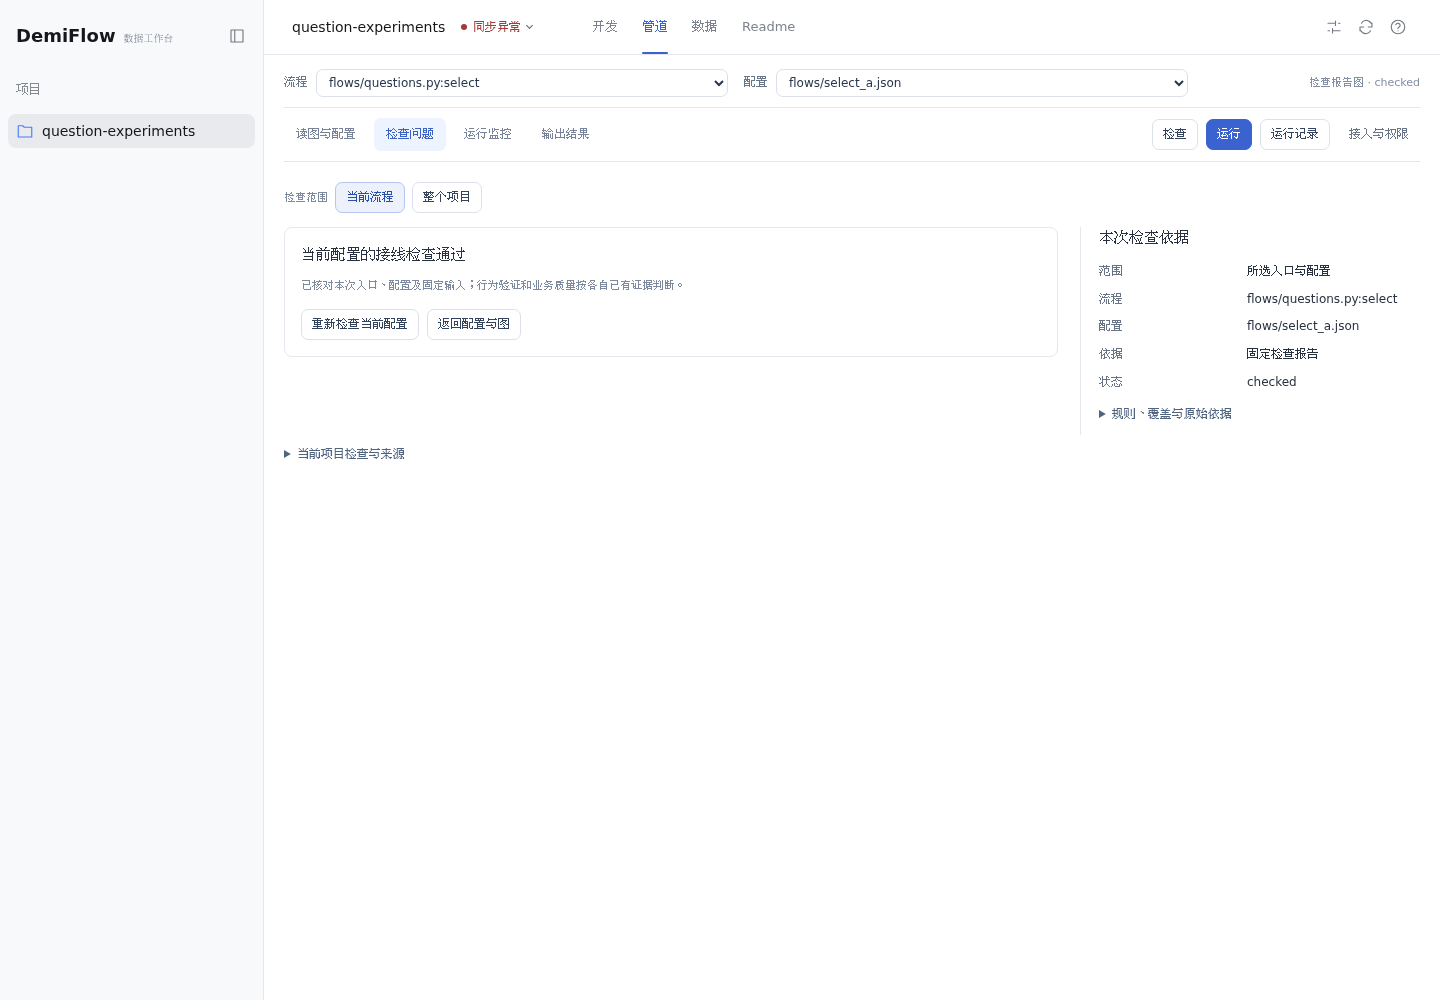 DemiFlow 数据工作台
项目
question-experiments
question-experiments 同步异常 开发 管道 数据 Readme
流程 flows/questions.py:select 配置 flows/select_a.json 检查报告图 · checked
读图与配置 检查问题 运行监控 输出结果 检查 运行 运行记录 接入与权限
检查范围 当前流程 整个项目
当前配置的接线检查通过
已核对本次入口、配置及固定输入；行为验证和业务质量按各自已有证据判断。
重新检查当前配置 返回配置与图
本次检查依据
范围 所选入口与配置
流程 flows/questions.py:select
配置 flows/select_a.json
依据 固定检查报告
状态 checked
规则、覆盖与原始依据
当前项目检查与来源